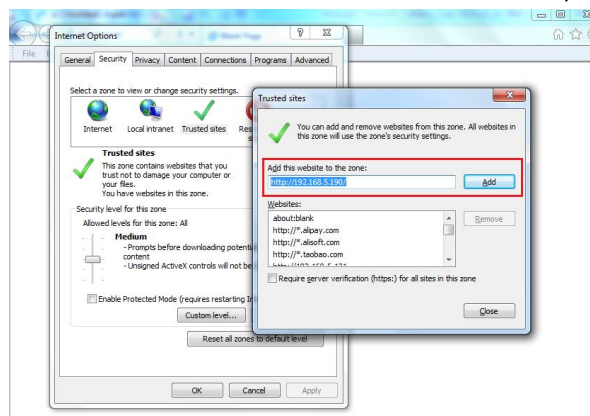 Internet Options
File
General Security Privacy Content Connections Programs Advanced
Select a zone to view or change security settings.
Internet Local intranet Trusted sites
Trusted sites
This zone contains websites that you
trust not to damage your computer or
your files.
You have websites in this zone.
Security level for this zone
Allowed levels for this zone: All
Medium
- Prompts before downloading
content
- Unsigned ActiveX controls will not be
Enable Protected Mode (requires restarting
Custom level...
Reset all zones to default level
OK Cancel Apply
Trusted sites
You can add and remove websites from this zone. All websites in
this zone will use the zone's security settings.
Add this website to the zone:
http://192.168.5.190/ Add
Websites:
about:blank Remove
http://*.alipay.com
http://*.alisoft.com
http://*.taobao.com
Require server verification (https:) for all sites in this zone
Close